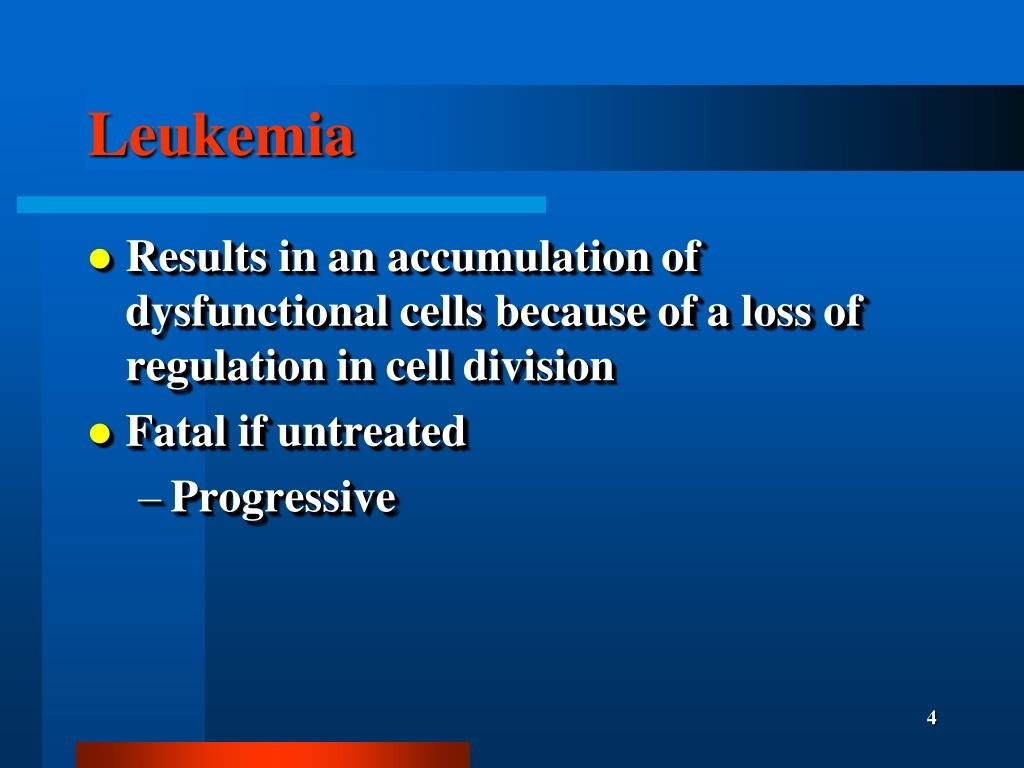 Leukemia
● Results in an accumulation of
dysfunctional cells because of a loss of
regulation in cell division
● Fatal if untreated
– Progressive
4